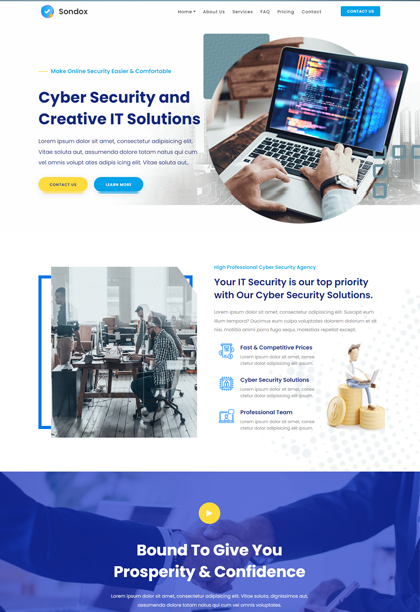 Sondox
Home About Us Services FAQ Pricing Contact
CONTACT US
Make Online Security Easier & Comfortable
Cyber Security and
Creative IT Solutions
Lorem ipsum dolor sit amet, consectetur adipisicing elit.
Vitae soluta aut, assumenda dolore totam natus qui cum
vel omnis volupt ates adipis icing elit. Vitae soluta aut,.
CONTACT US
LEARN MORE
High Professional Cyber Security Agency
Your IT Security is our top priority
with Our Cyber Security Solutions.
Lorem ipsum dolor sit amet, consectetur adipisicing elit. Suscipit eum
illum tempora? Ducimus eum culpa voluptates dolorem dolorum et elit
nisi, mollitia animi porro fuga sequi, molestias repellat except.
Fast & Competitive Prices
Lorem ipsum dolor sit amet, conse
ctetur dolor adipisicing elit ipsum.
Cyber Security Solutions
Lorem ipsum dolor sit amet, conse
ctetur dolor adipisicing elit ipsum.
Professional Team
Lorem ipsum dolor sit amet, conse
ctetur dolor adipisicing elit ipsum.
Bound To Give You
Prosperity & Confidence
Lorem ipsum dolor sit amet, elit. Vitae soluta, dignissimos dolor,
assumenda dolore totam natus omnis voluptates.